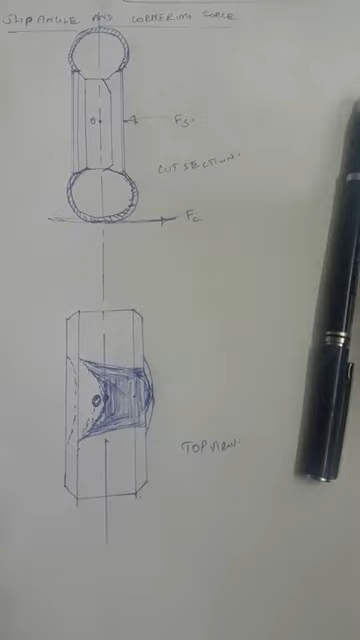 SLIP ANGLE AND CORNERING FORCE
O
Fs.
CUT SECTION.
Fc
O
TOP VIEW.